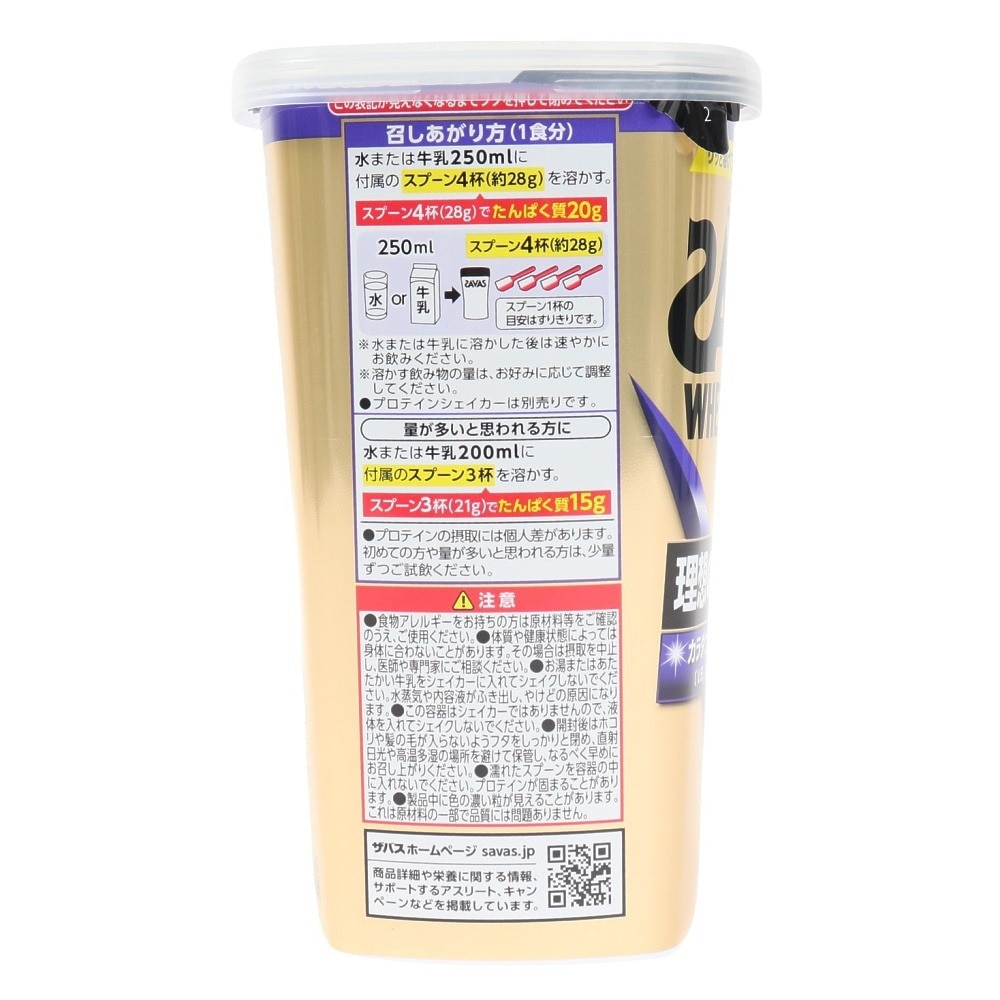 この表記が見えなくなるまでフタを押して閉めてください
2
召しあがり方（1食分）
水または牛乳250mlに
付属の スプーン4杯（約28g） を溶かす。
スプーン4杯（28g）でたんぱく質20g
250ml スプーン4杯（約28g）
水 or 牛乳 SAVAS
スプーン1杯の
目安はすりきりです。
※水または牛乳に溶かした後は速やかに
お飲みください。
※溶かす飲み物の量は、お好みに応じて調整
してください。
●プロテインシェイカーは別売りです。
量が多いと思われる方に
水または牛乳200mlに
付属のスプーン3杯 を溶かす。
スプーン3杯（21g）でたんぱく質15g
●プロテインの摂取には個人差があります。
初めての方や量が多いと思われる方は、少量
ずつご試飲ください。
注意
●食物アレルギーをお持ちの方は原材料等をご確認
のうえ、ご使用ください。●体質や健康状態によっては
身体に合わないことがあります。その場合は摂取を中止
し、医師や専門家にご相談ください。●お湯またはあた
たかい牛乳をシェイカーに入れてシェイクしないでくだ
さい。水蒸気や内容液がふき出し、やけどの原因になり
ます。●この容器はシェイカーではありませんので、液
体を入れてシェイクしないでください。●開封後はホコ
リや髪の毛が入らないようフタをしっかりと閉め、直射
日光や高温多湿の場所を避けて保管し、なるべく早めに
お召し上がりください。●濡れたスプーンを容器の中
に入れないでください。プロテインが固まることがあり
ます。●製品中に色の濃い粒が見えることがあります。
これは原材料の一部で品質には問題ありません。
ザバスホームページ savas.jp
商品詳細や栄養に関する情報、
サポートするアスリート、キャン
ペーンなどを掲載しています。
WHE
理想
カラダ